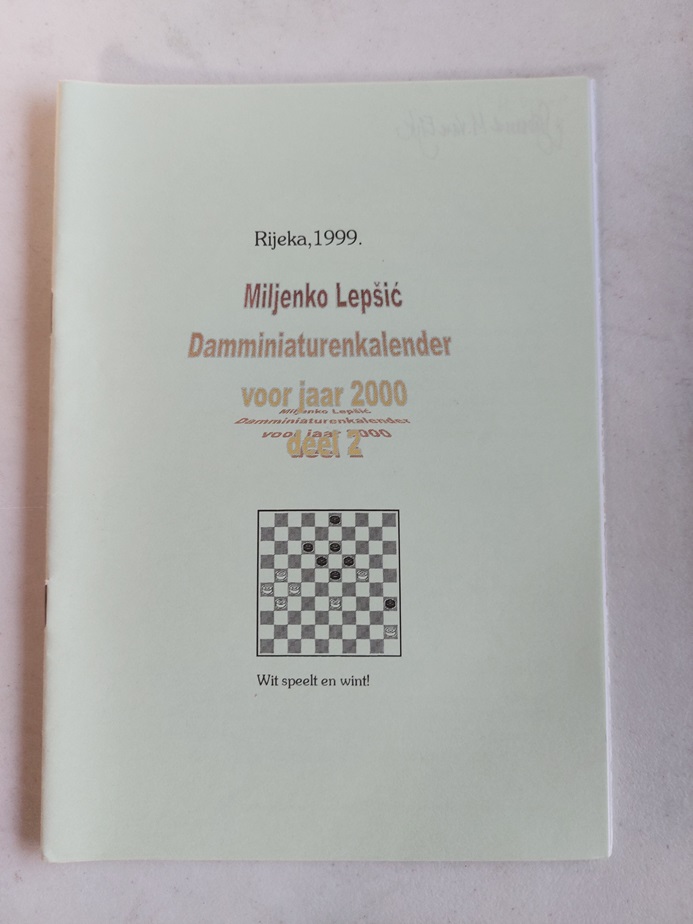 Rijeka,1999.
Miljenko Lepšić
Damminiaturenkalender
voor jaar 2000
Miljenko Lepšić
Damminiaturenkalender
voor jaar 2000
deel 2
Wit speelt en wint!